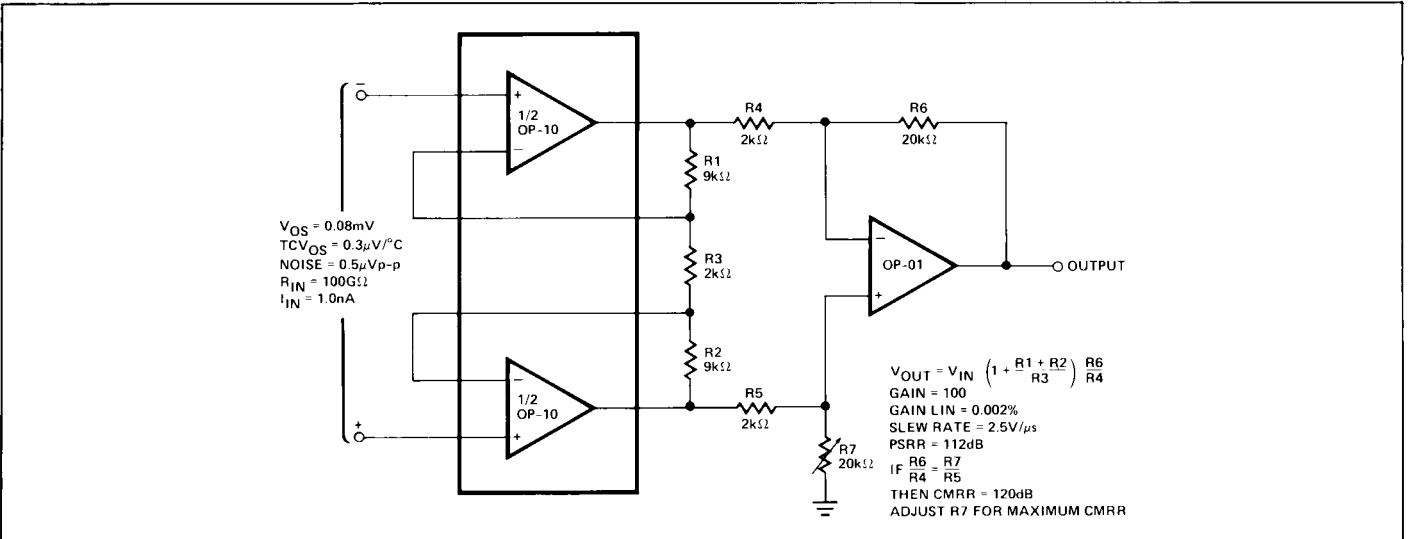 −
+
1/2
OP-10
−
R1
9kΩ
R4
2kΩ
R6
20kΩ
VOS = 0.08mV
TCVOS = 0.3μV/°C
NOISE = 0.5μVp-p
RIN = 100GΩ
IIN = 1.0nA
R3
2kΩ
−
OP-01
+
OUTPUT
R2
9kΩ
−
1/2
OP-10
+
+
R5
2kΩ
R7
20kΩ
VOUT = VIN (1 + R1 + R2 / R3) R6 / R4
GAIN = 100
GAIN LIN = 0.002%
SLEW RATE = 2.5V/μs
PSRR = 112dB
IF R6 / R4 = R7 / R5
THEN CMRR = 120dB
ADJUST R7 FOR MAXIMUM CMRR